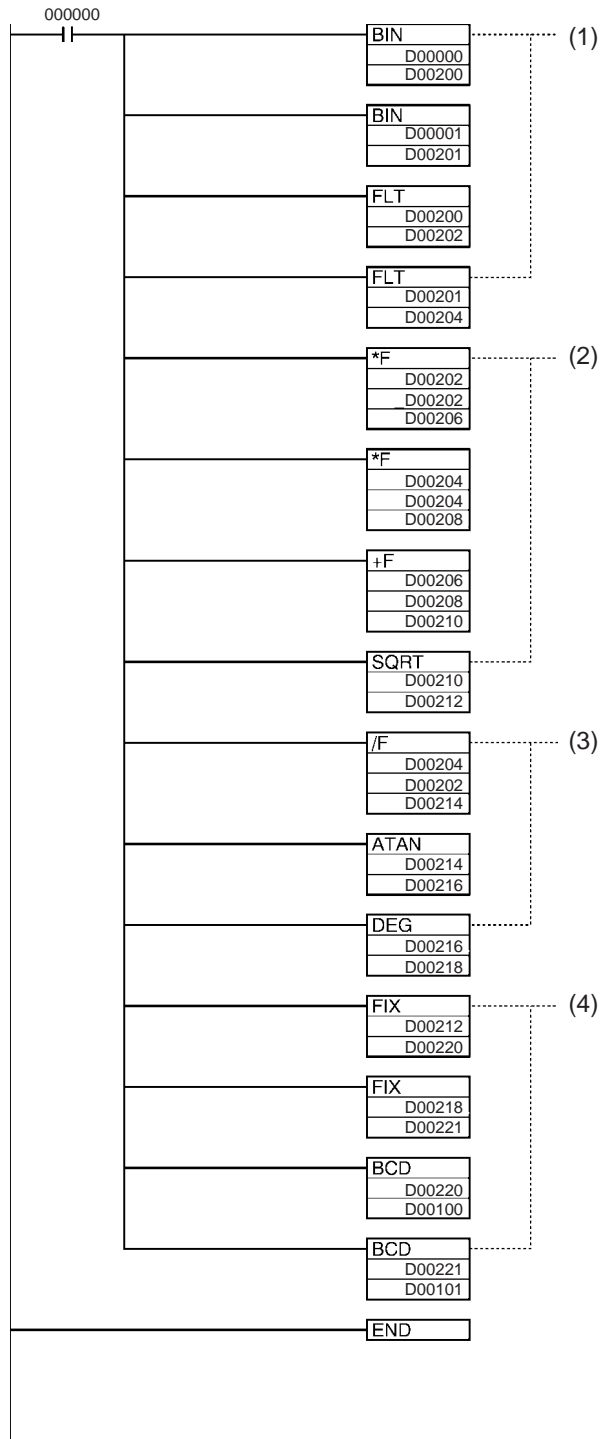 000000
BIN
(1)
D00000
D00200
BIN
D00001
D00201
FLT
D00200
D00202
FLT
D00201
D00204
*F
(2)
D00202
_D00202
D00206
*F
D00204
D00204
D00208
+F
D00206
D00208
D00210
SQRT
D00210
D00212
/F
(3)
D00204
D00202
D00214
ATAN
D00214
D00216
DEG
D00216
D00218
FIX
(4)
D00212
D00220
FIX
D00218
D00221
BCD
D00220
D00100
BCD
D00221
D00101
END